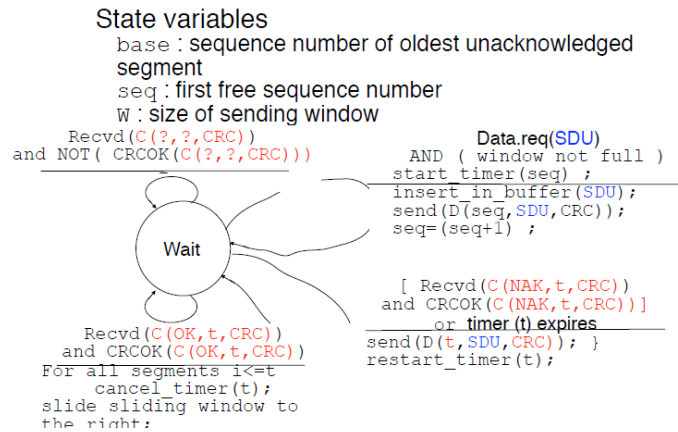 State variables
base : sequence number of oldest unacknowledged
segment
seq : first free sequence number
W : size of sending window
Recvd(C(?,?,CRC))
and NOT( CRCOK(C(?,?,CRC)))
Data.req(SDU)
AND ( window not full )
start_timer(seq) ;
insert_in_buffer(SDU);
send(D(seq,SDU,CRC));
seq=(seq+1) ;
Wait
[ Recvd(C(NAK,t,CRC))
and CRCOK(C(NAK,t,CRC))]
or timer (t) expires
send(D(t,SDU,CRC)); }
restart_timer(t);
Recvd(C(OK,t,CRC))
and CRCOK(C(OK,t,CRC))
For all segments i<=t
cancel_timer(t);
slide sliding window to
the right;